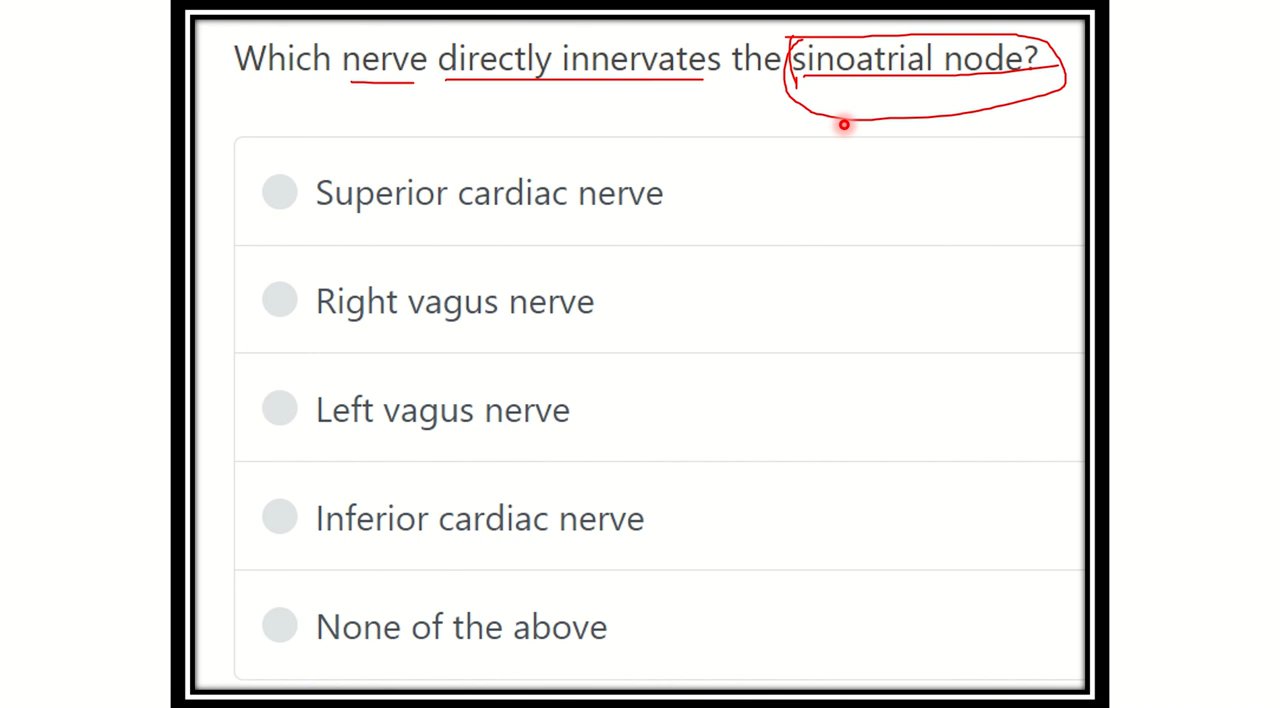 Which nerve directly innervates the sinoatrial node?
Superior cardiac nerve
Right vagus nerve
Left vagus nerve
Inferior cardiac nerve
None of the above